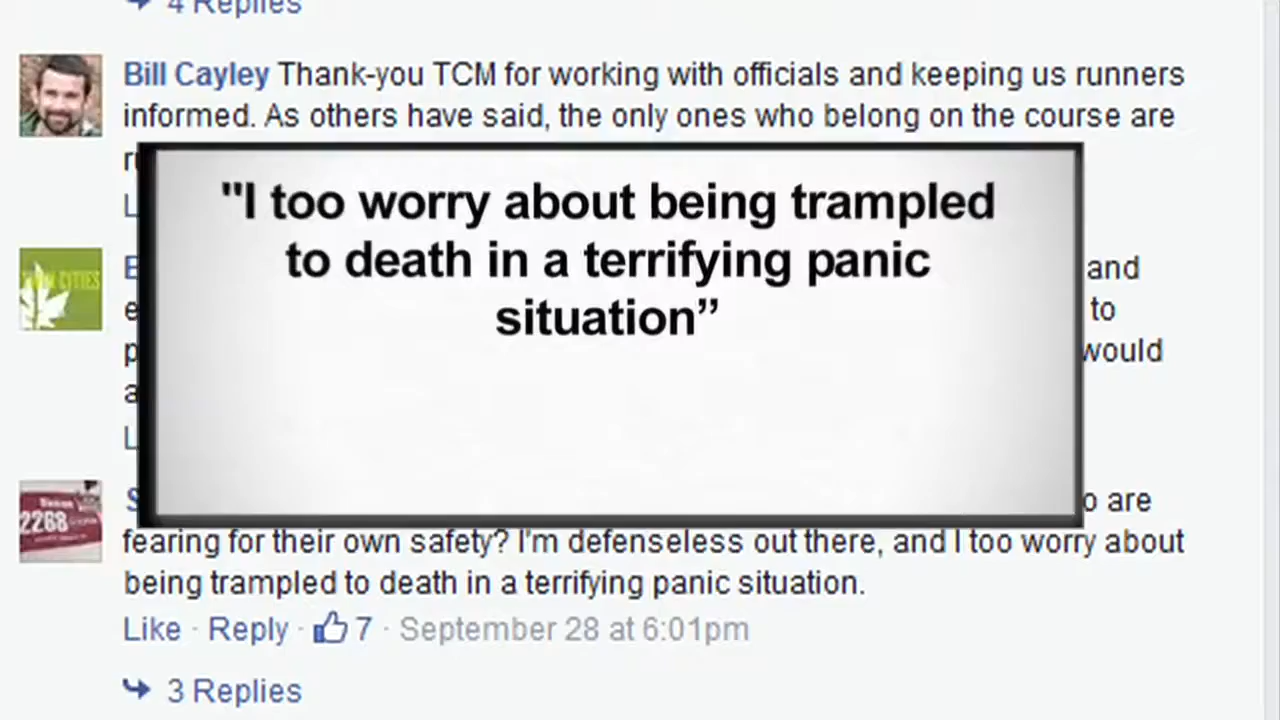 4 Replies
Bill Cayley Thank-you TCM for working with officials and keeping us runners
informed. As others have said, the only ones who belong on the course are
"I too worry about being trampled
to death in a terrifying panic
situation”
and
to
would
are
fearing for their own safety? I'm defenseless out there, and I too worry about
being trampled to death in a terrifying panic situation.
Like · Reply · 7 · September 28 at 6:01pm
3 Replies
2268